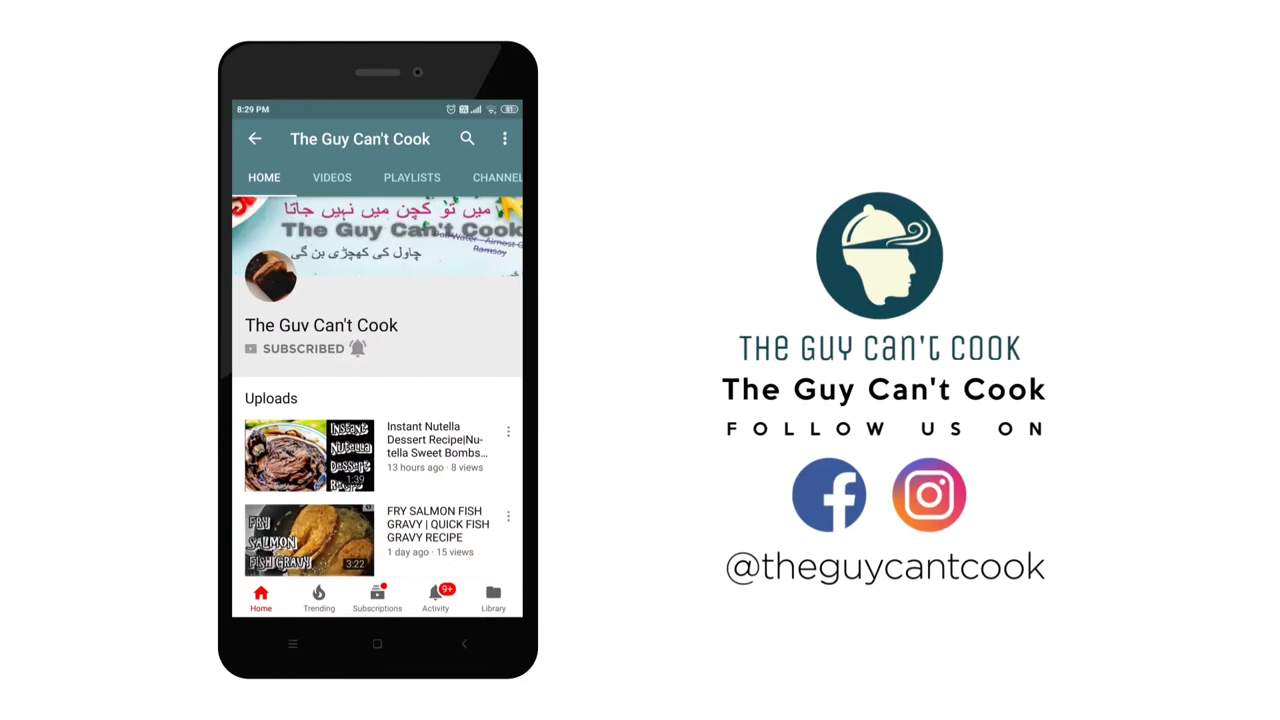 8:29 PM
81
The Guy Can't Cook
HOME VIDEOS PLAYLISTS CHANNEL
میں تو کچن میں نہیں جاتا
The Guy Can't Cook
Water - Almost G
Ramsay
چاول کی کھچڑی بن گی
The Guy Can't Cook
SUBSCRIBED
Uploads
INSTANT
NUTELLA
DESSERT
RECIPE
1:39
Instant Nutella
Dessert Recipe|Nu-
tella Sweet Bombs...
13 hours ago · 8 views
FRY
SALMON
FISH GRAVY
3:22
FRY SALMON FISH
GRAVY | QUICK FISH
GRAVY RECIPE
1 day ago · 15 views
9+
Home Trending Subscriptions Activity Library
THE GUY CAN'T COOK
The Guy Can't Cook
FOLLOW US ON
@theguycantcook